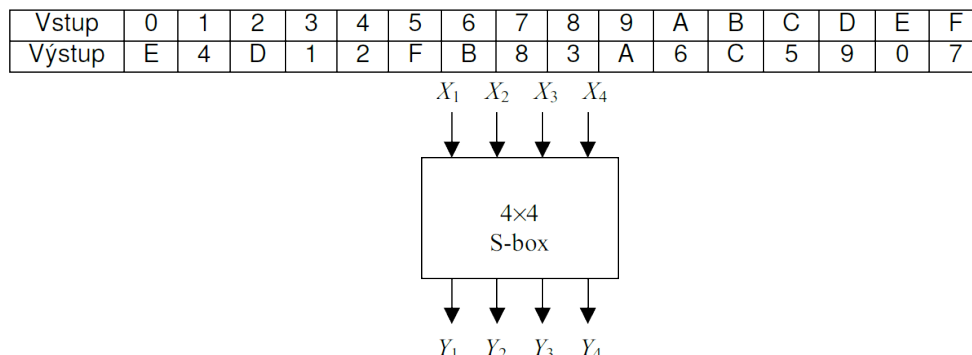 Vstup 0 1 2 3 4 5 6 7 8 9 A B C D E F
Výstup E 4 D 1 2 F B 8 3 A 6 C 5 9 0 7
X1 X2 X3 X4
4×4
S-box
Y1 Y2 Y3 Y4